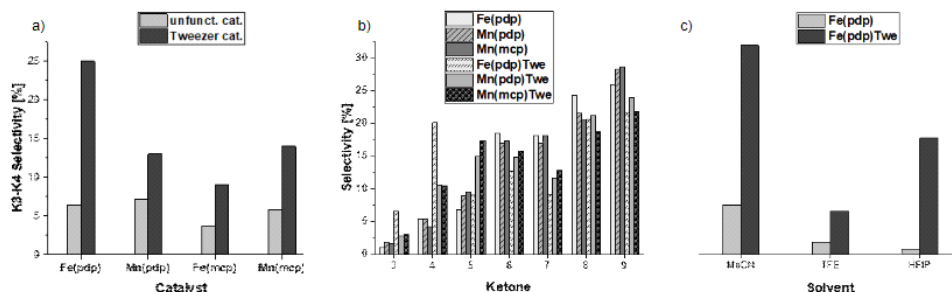 a)
unfunct. cat.
Tweezer cat.
K3-K4 Selectivity [%]
25
20
15
10
5
0
Fe(pdp) Mn(pdp) Fe(mcp) Mn(mcp)
Catalyst
b)
Fe(pdp)
Mn(pdp)
Mn(mcp)
Fe(pdp)Twe
Mn(pdp)Twe
Mn(mcp)Twe
Selectivity [%]
30
25
20
15
10
5
0
3 4 5 6 7 8 9
Ketone
c)
Fe(pdp)
Fe(pdp)Twe
MeCN TFE HFIP
Solvent